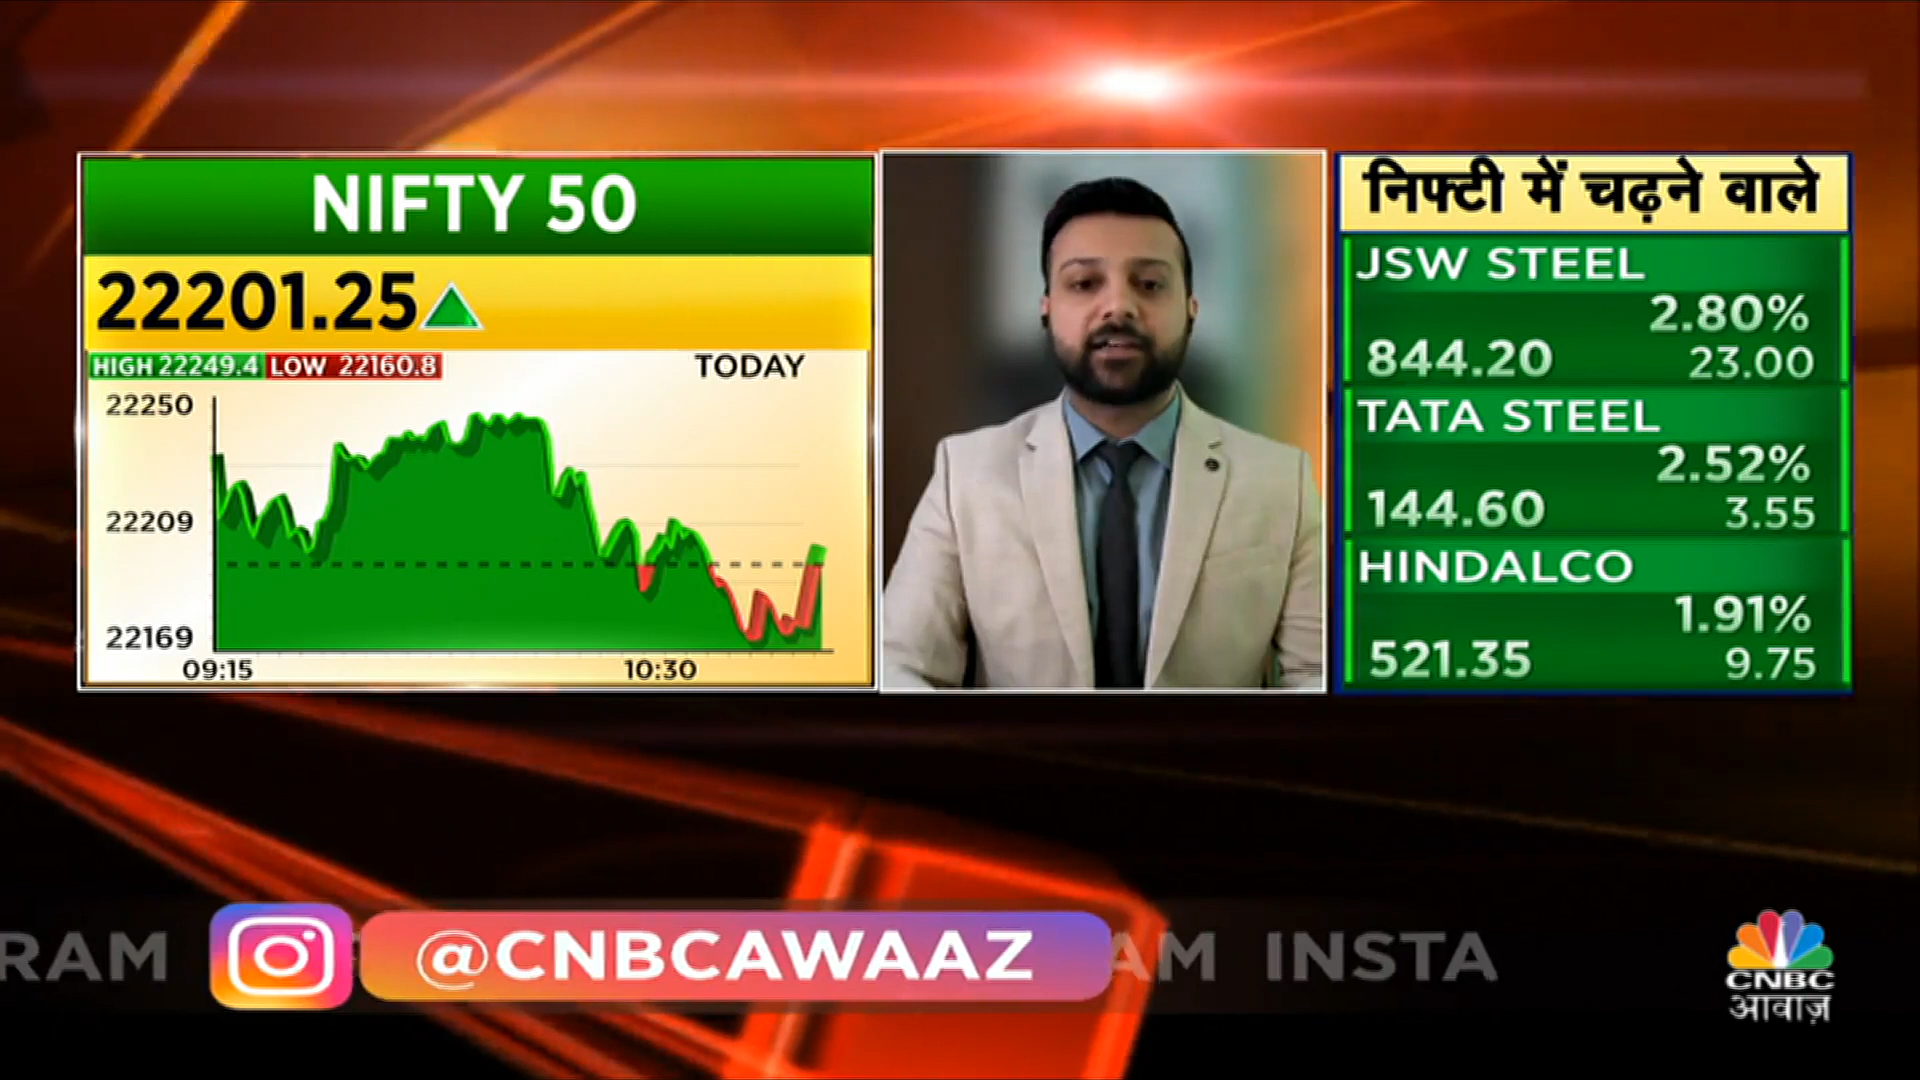 NIFTY 50
22201.25
HIGH 22249.4 LOW 22160.8
TODAY
22250
22209
22169
09:15 10:30
निफ्टी में चढ़ने वाले
JSW STEEL
2.80%
844.20 23.00
TATA STEEL
2.52%
144.60 3.55
HINDALCO
1.91%
521.35 9.75
RAM @CNBCAWAAZ AM INSTA
CNBC
आवाज़